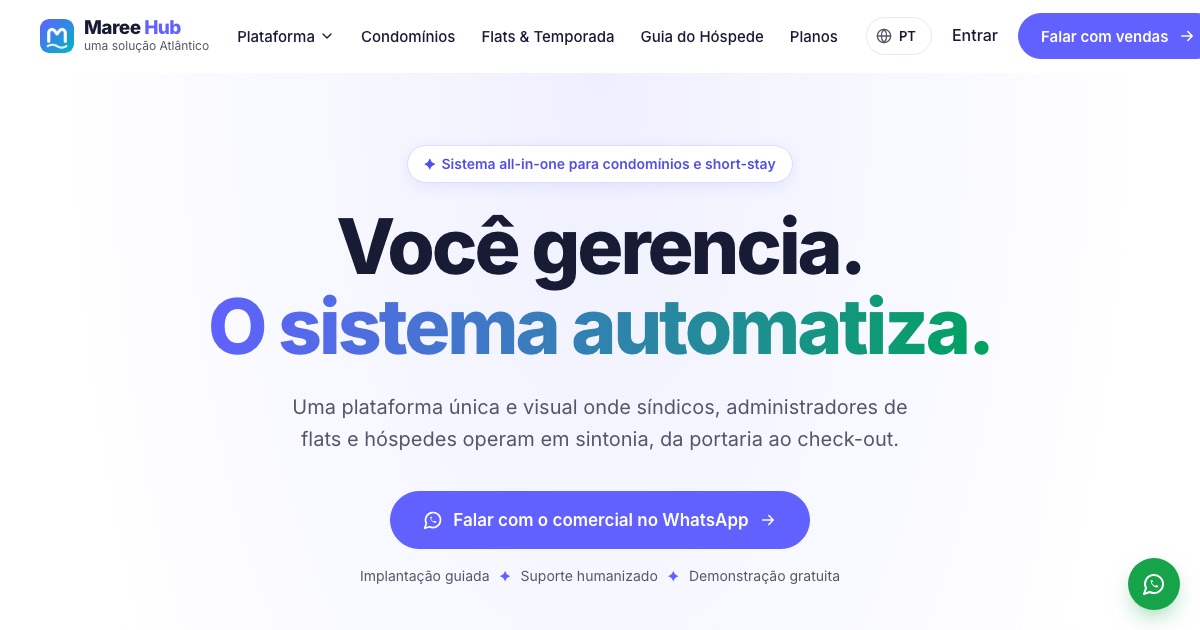 Maree Hub
uma solução Atlântico
Plataforma
Condomínios
Flats & Temporada
Guia do Hóspede
Planos
PT
Entrar
Falar com vendas →
✦ Sistema all-in-one para condomínios e short-stay
Você gerencia.
O sistema automatiza.
Uma plataforma única e visual onde síndicos, administradores de
flats e hóspedes operam em sintonia, da portaria ao check-out.
Falar com o comercial no WhatsApp →
Implantação guiada ✦ Suporte humanizado ✦ Demonstração gratuita